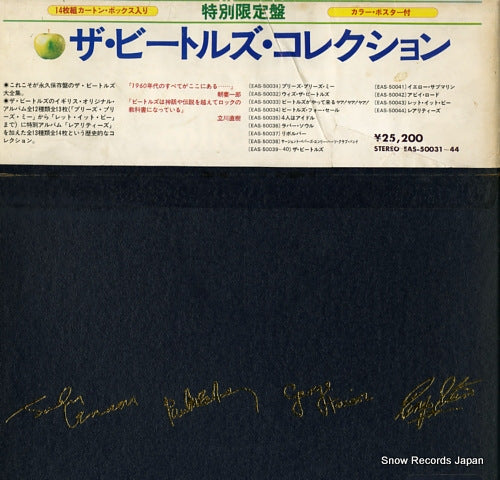 14枚組カートン・ボックス入り
特別限定盤
カラー・ポスター付
ザ・ビートルズ・コレクション
●これこそが永久保存盤のザ・ビートルズ
大全集。
●ザ・ビートルズのイギリス・オリジナル・
アルバム全12種類全13枚(「プリーズ・プリ
ーズ・ミー」から「レット・イット・ビー」
まで)に特別アルバム「レアリティーズ」
を加えた全13種類全14枚という歴史的なコ
レクション。
「1960年代のすべてがここにある……」
朝妻一郎
「ビートルズは神話や伝説を越えてロックの
教科書になっている」
立川直樹
(EAS-50031) プリーズ・プリーズ・ミー
(EAS-50032) ウィズ・ザ・ビートルズ
(EAS-50033) ビートルズがやって来るヤァ!ヤァ!ヤァ!
(EAS-50034) ビートルズ・フォー・セール
(EAS-50035) 4人はアイドル
(EAS-50036) ラバー・ソウル
(EAS-50037) リボルバー
(EAS-50038) サージェント・ペパーズ・ロンリー・ハーツ・クラブ・バンド
(EAS-50039~40) ザ・ビートルズ
(EAS-50041) イエロー・サブマリン
(EAS-50042) アビイ・ロード
(EAS-50043) レット・イット・ビー
(EAS-50044) レアリティーズ
¥25,200
STEREO EAS-50031~44
John Lennon
Paul McCartney
George Harrison
Ringo Starr
Snow Records Japan